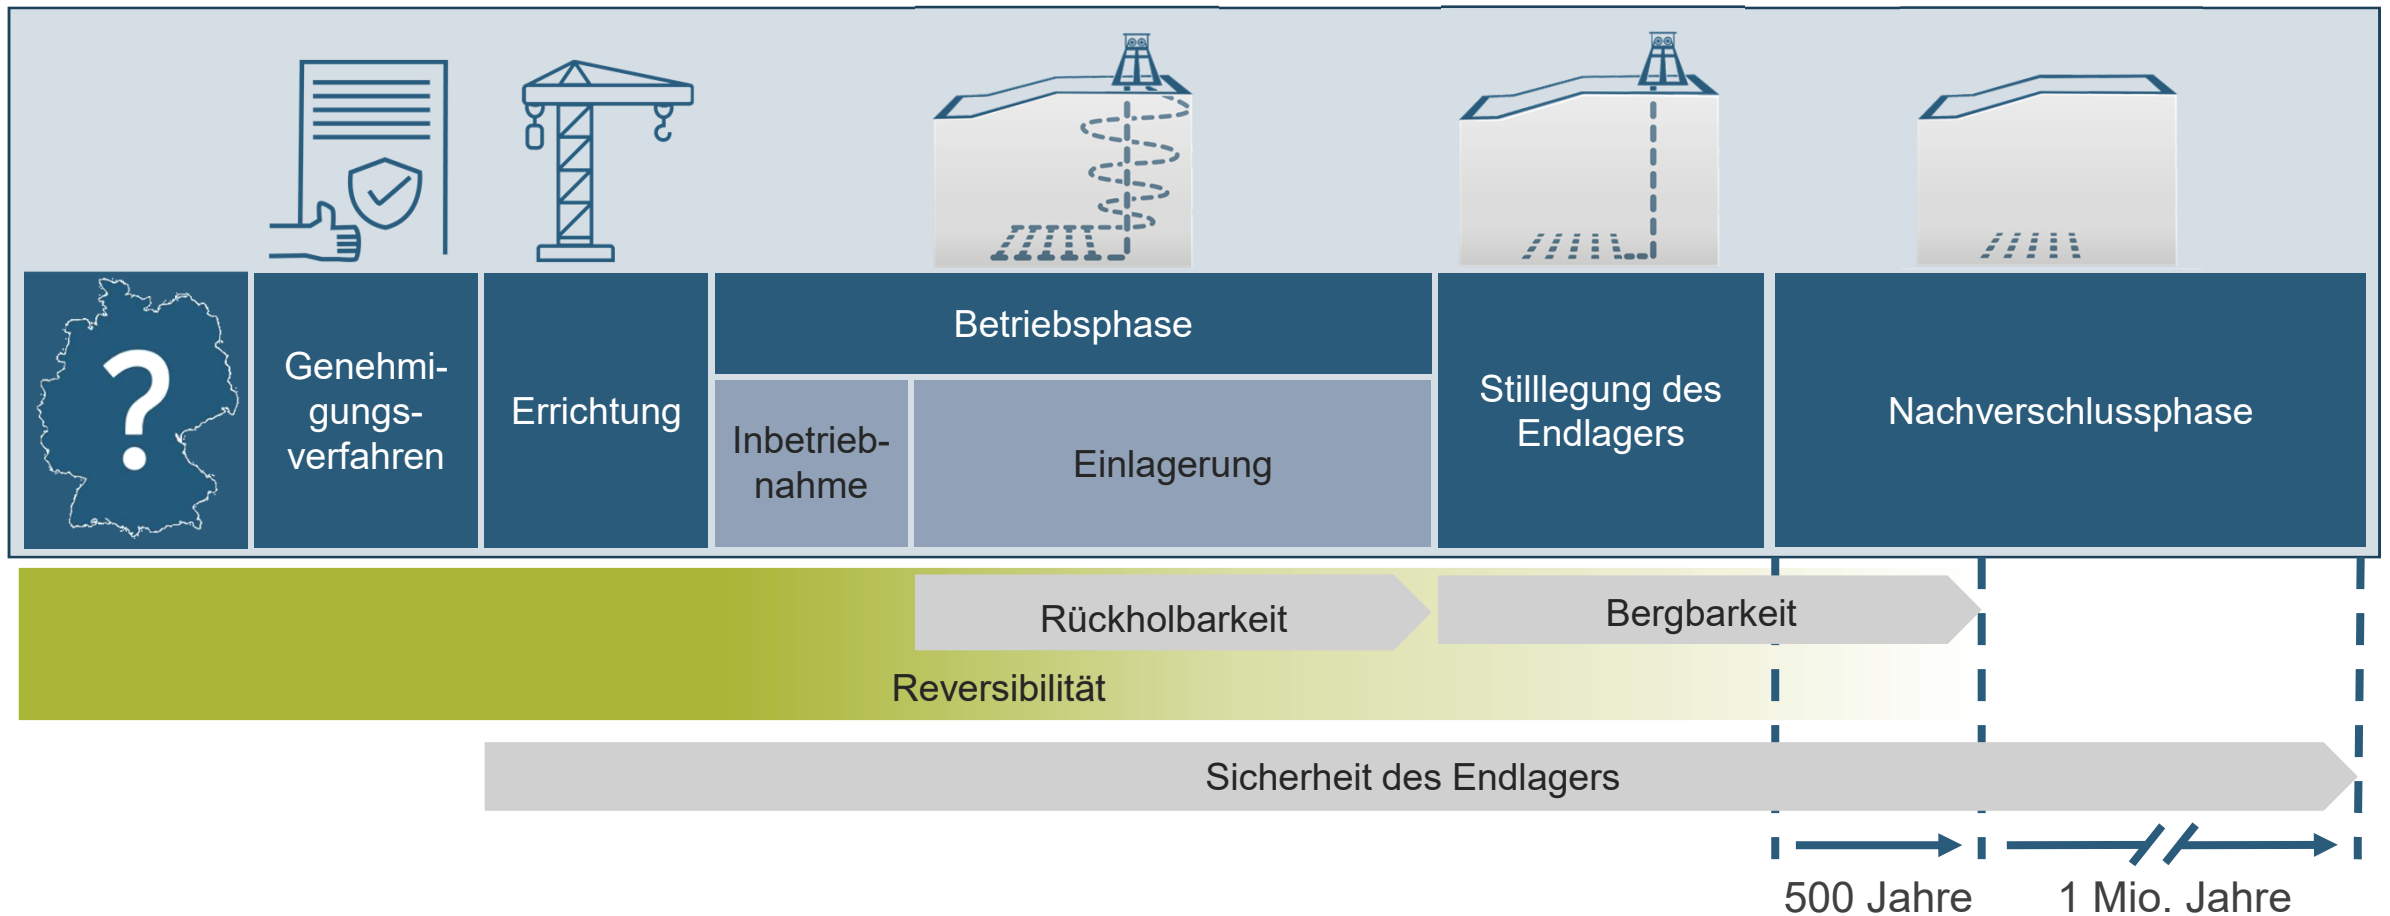 ?
Genehmi-
gungs-
verfahren
Errichtung
Betriebsphase
Inbetrieb-
nahme
Einlagerung
Stilllegung des
Endlagers
Nachverschlussphase
Rückholbarkeit
Bergbarkeit
Reversibilität
Sicherheit des Endlagers
500 Jahre
1 Mio. Jahre